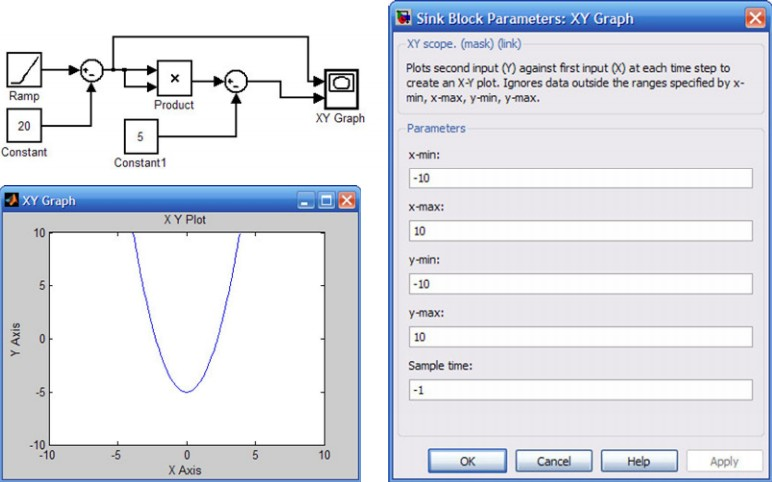 Ramp
20
Constant
×
Product
5
Constant1
XY Graph
XY Graph
X Y Plot
10
5
0
-5
-10
Y Axis
-10
-5
0
5
10
X Axis
Sink Block Parameters: XY Graph
XY scope. (mask) (link)
Plots second input (Y) against first input (X) at each time step to
create an X-Y plot. Ignores data outside the ranges specified by x-
min, x-max, y-min, y-max.
Parameters
x-min:
-10
x-max:
10
y-min:
-10
y-max:
10
Sample time:
-1
OK
Cancel
Help
Apply